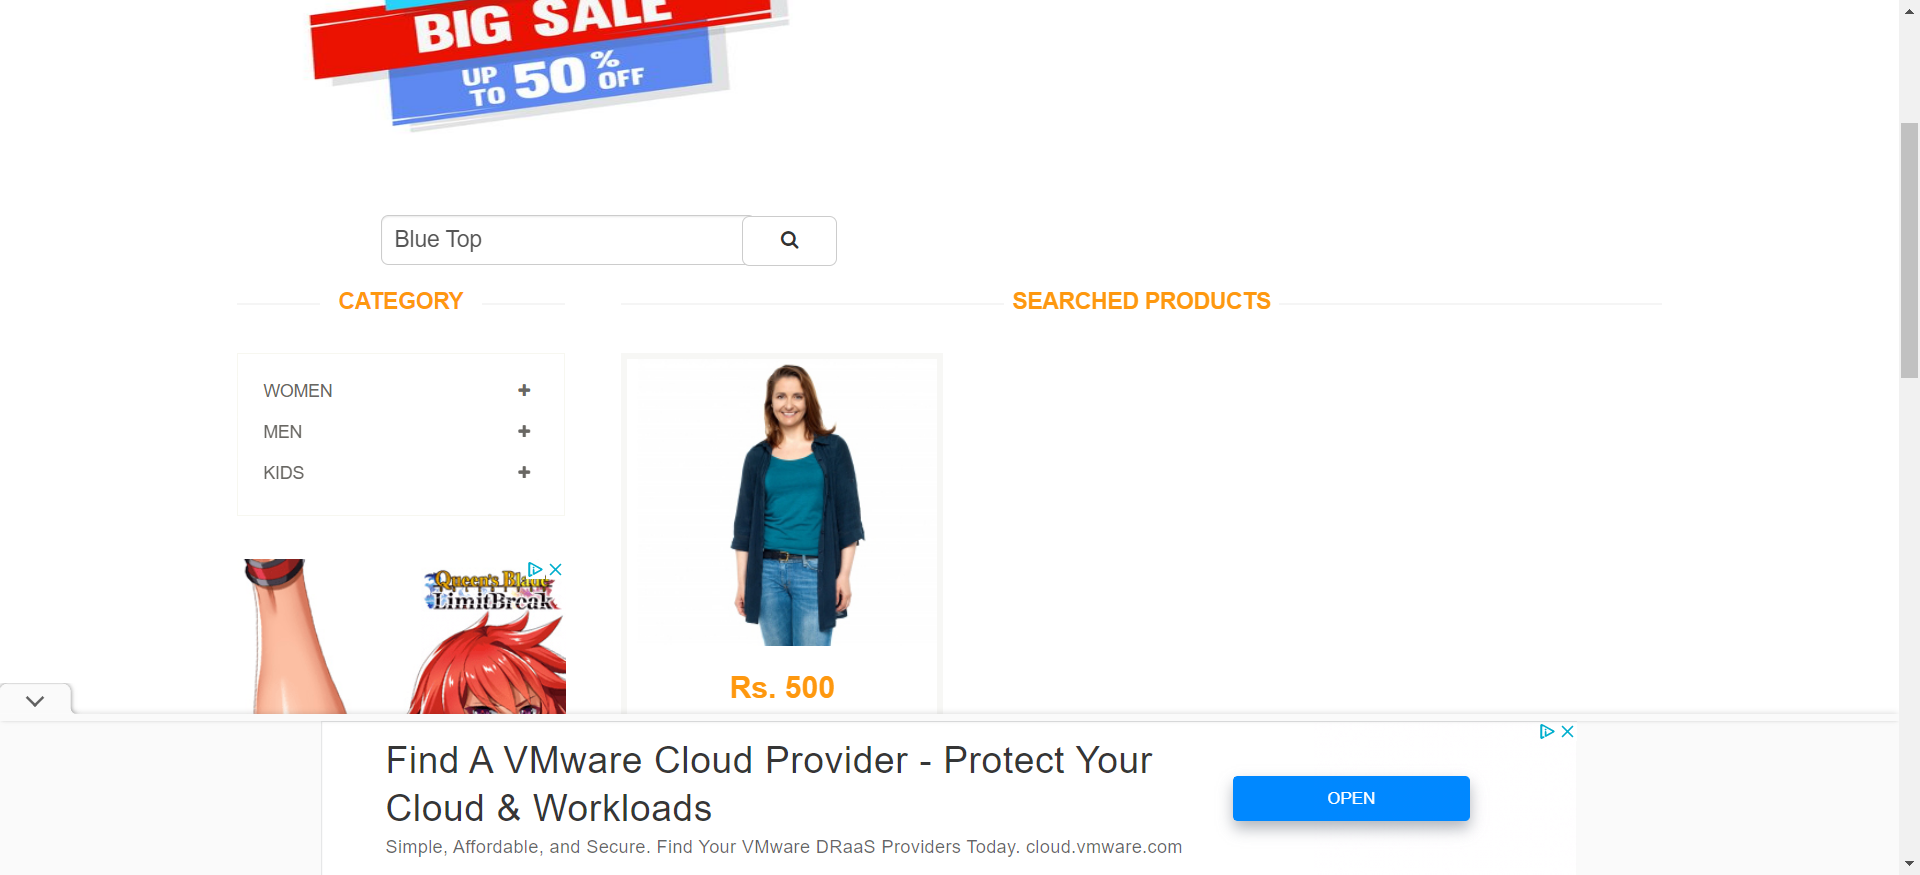 BIG SALE
UP TO 50% OFF
Blue Top
CATEGORY
SEARCHED PRODUCTS
WOMEN
MEN
KIDS
Queen's Blade
LimitBreak
Rs. 500
Find A VMware Cloud Provider - Protect Your
Cloud & Workloads
Simple, Affordable, and Secure. Find Your VMware DRaaS Providers Today. cloud.vmware.com
OPEN